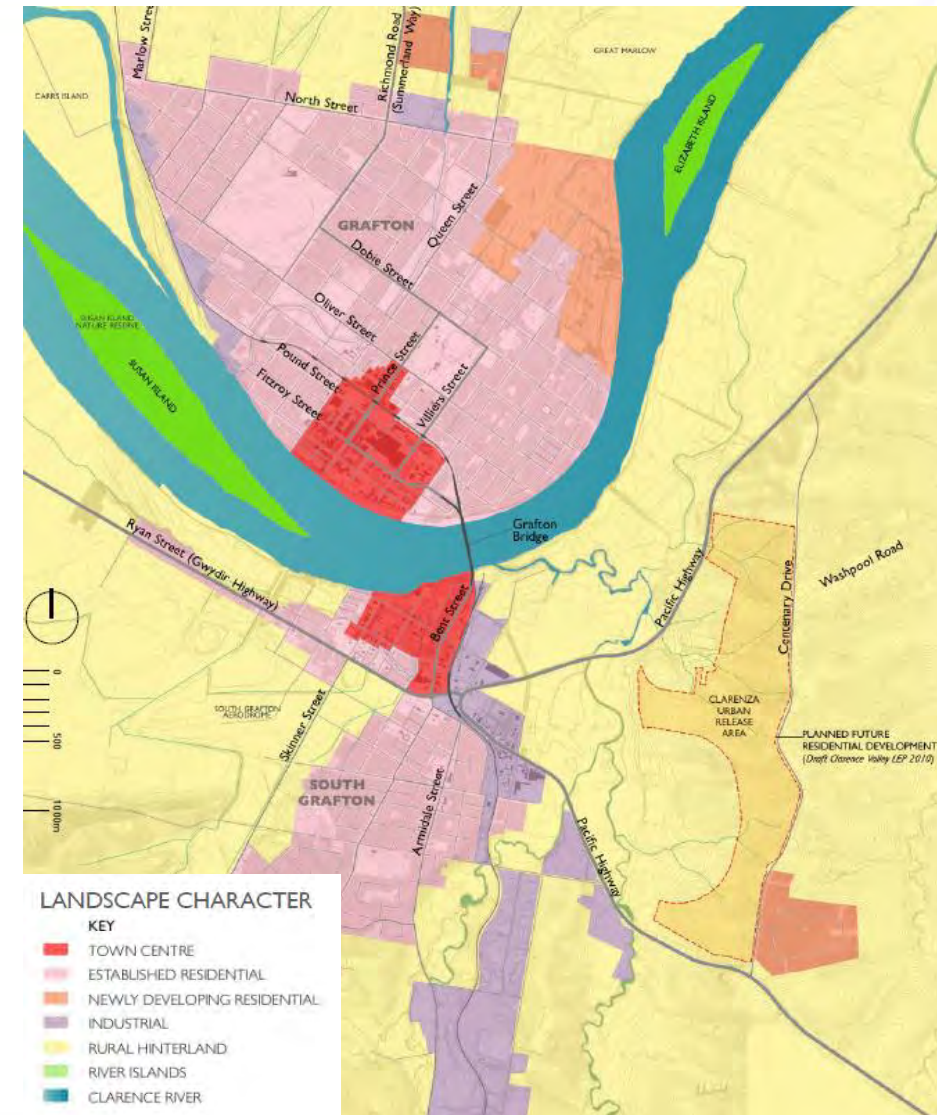 Marlow Street
Richmond Road
(Summerland Way)
GREAT MARLOW
CARRS ISLAND
North Street
ELIZABETH ISLAND
GRAFTON
Queen Street
Dobie Street
Oliver Street
SUSAN ISLAND
NATURE RESERVE
SUSAN ISLAND
Pound Street
Prince Street
Fitzroy Street
Villiers Street
Grafton
Bridge
Ryan Street (Gwydir Highway)
Bent Street
Pacific Highway
Centenary Drive
Washpool Road
0
500
1000m
SOUTH GRAFTON
AERODROME
Skinner Street
CLARENZA
URBAN
RELEASE
AREA
PLANNED FUTURE
RESIDENTIAL DEVELOPMENT
(Draft Clarence Valley LEP 2010)
SOUTH
GRAFTON
Armidale Street
Pacific Highway
LANDSCAPE CHARACTER
KEY
TOWN CENTRE
ESTABLISHED RESIDENTIAL
NEWLY DEVELOPING RESIDENTIAL
INDUSTRIAL
RURAL HINTERLAND
RIVER ISLANDS
CLARENCE RIVER